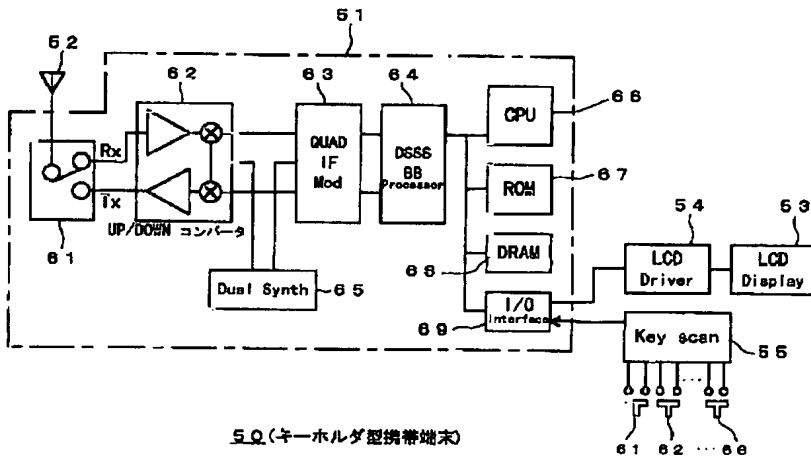 51
52
62
63
64
CPU
66
Rx
QUAD
IF
Mod
DSSS
BB
Processor
ROM
67
Tx
54
53
UP/DOWN コンバータ
61
68
DRAM
LCD
Driver
LCD
Display
Dual Synth
65
I/O
Interface
69
Key scan
55
...
50(キーホルダ型携帯端末)
61
62
...66